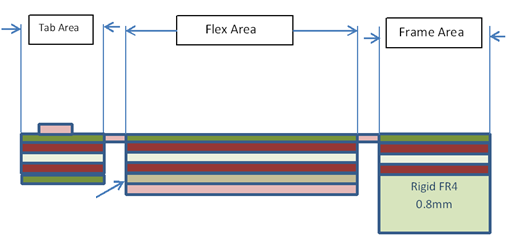 Tab Area
Flex Area
Frame Area
Rigid FR4
0.8mm